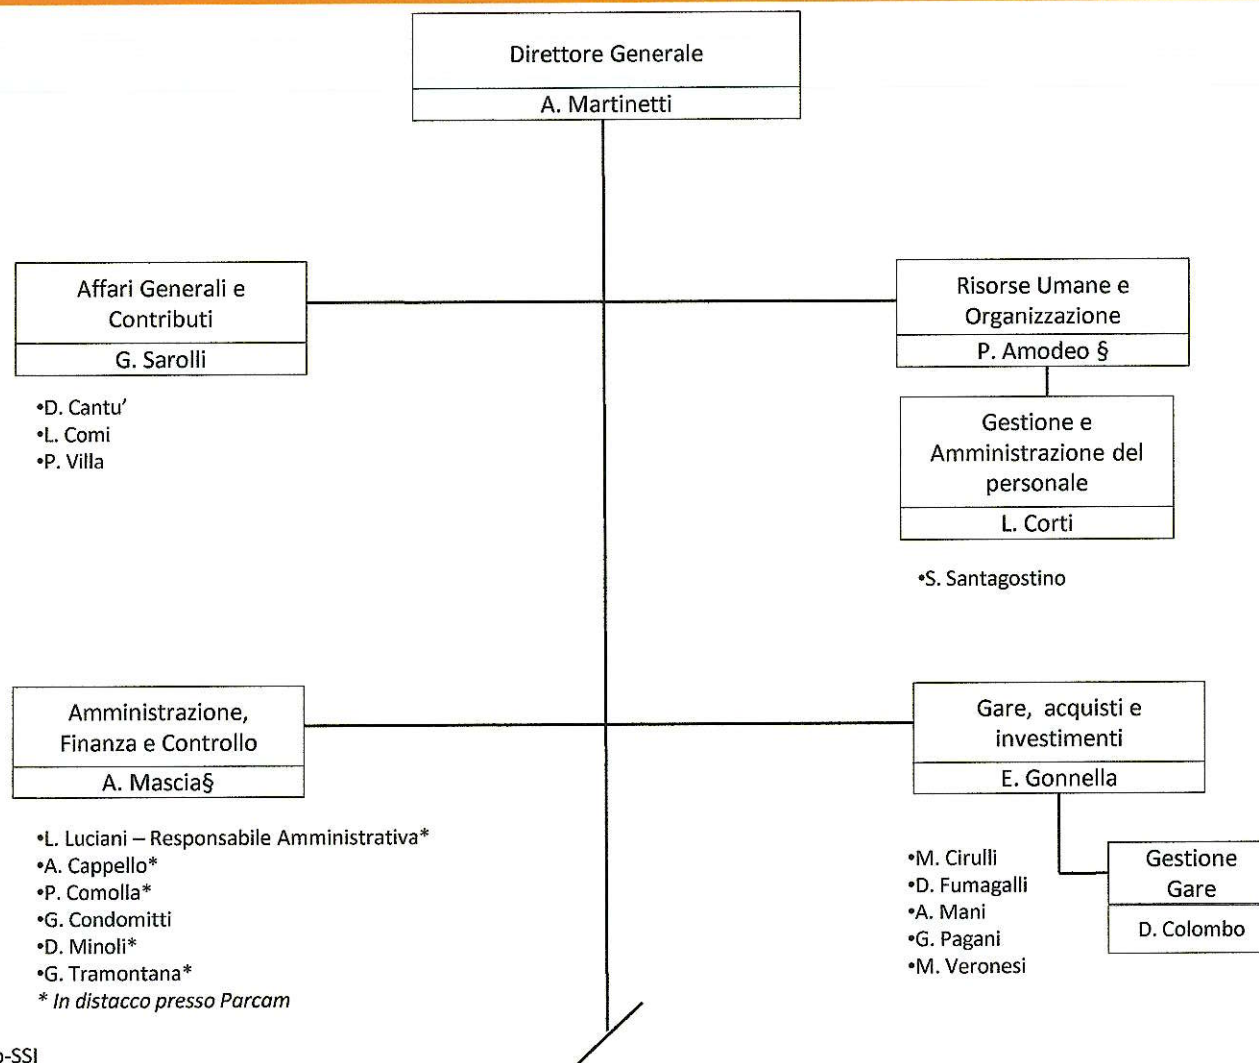 Direttore Generale
A. Martinetti
Affari Generali e
Contributi
G. Sarolli
•D. Cantu’
•L. Comi
•P. Villa
Risorse Umane e
Organizzazione
P. Amodeo §
Gestione e
Amministrazione del
personale
L. Corti
•S. Santagostino
Amministrazione,
Finanza e Controllo
A. Mascia§
•L. Luciani – Responsabile Amministrativa*
•A. Cappello*
•P. Comolla*
•G. Condomitti
•D. Minoli*
•G. Tramontana*
* In distacco presso Parcam
Gare, acquisti e
investimenti
E. Gonnella
•M. Cirulli
•D. Fumagalli
•A. Mani
•G. Pagani
•M. Veronesi
Gestione
Gare
D. Colombo